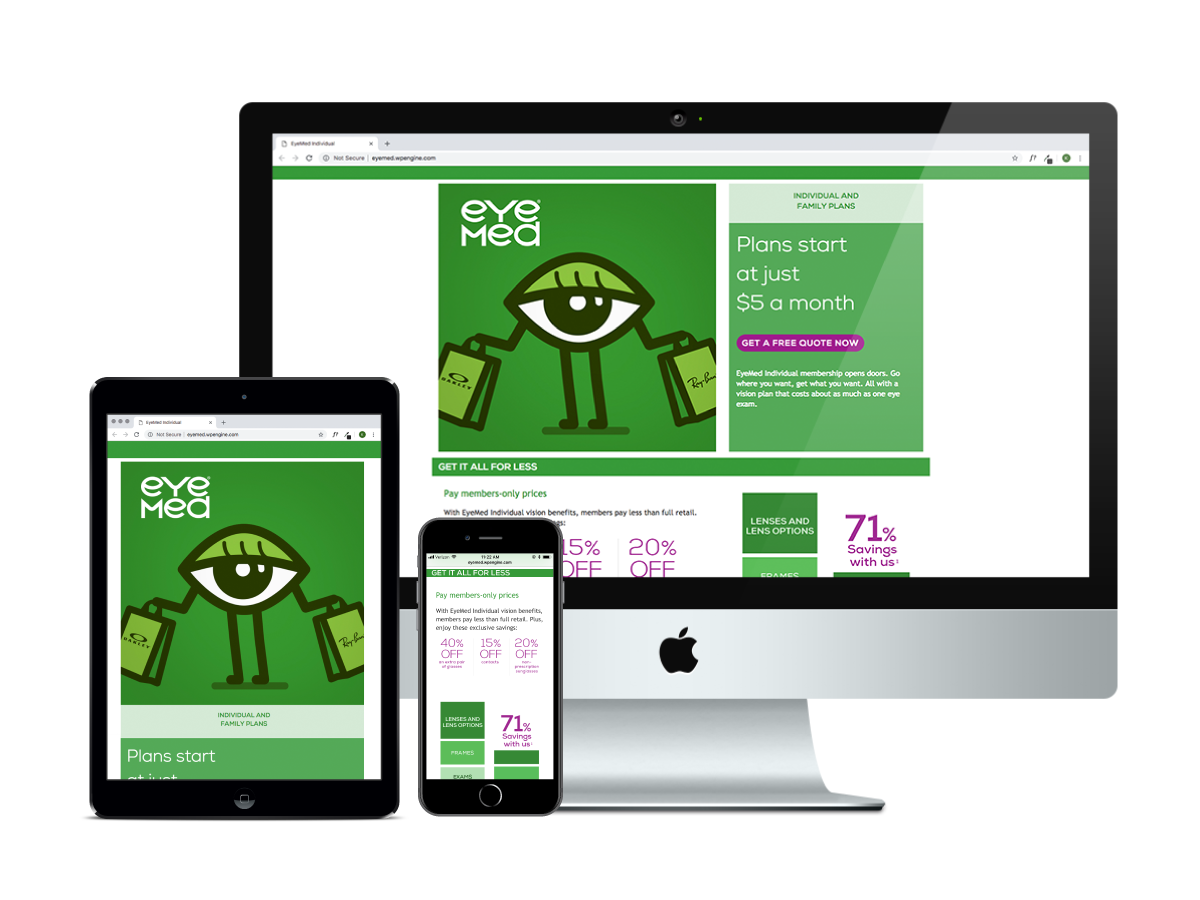 EyeMed Individual
Not Secure | eyemed.wpengine.com
eye
med
INDIVIDUAL AND
FAMILY PLANS
Plans start
at just
$5 a month
GET A FREE QUOTE NOW
EyeMed Individual membership opens doors. Go
where you want, get what you want. All with a
vision plan that costs about as much as one eye
exam.
OAKLEY
Ray-Ban
GET IT ALL FOR LESS
Pay members-only prices
With EyeMed Individual vision benefits, members pay less than full retail.
15%
OFF
20%
OFF
LENSES AND
LENS OPTIONS
FRAMES
71%
Savings
with us‡
EyeMed Individual
Not Secure | eyemed.wpengine.com
eye
med
OAKLEY
Ray-Ban
INDIVIDUAL AND
FAMILY PLANS
Plans start
at just
Verizon 11:22 AM
eyemed.wpengine.com
GET IT ALL FOR LESS
Pay members-only prices
With EyeMed Individual vision benefits,
members pay less than full retail. Plus,
enjoy these exclusive savings:
40%
OFF
an extra pair
of glasses
15%
OFF
contacts
20%
OFF
non-
prescription
sunglasses
LENSES AND
LENS OPTIONS
FRAMES
EXAMS
71%
Savings
with us